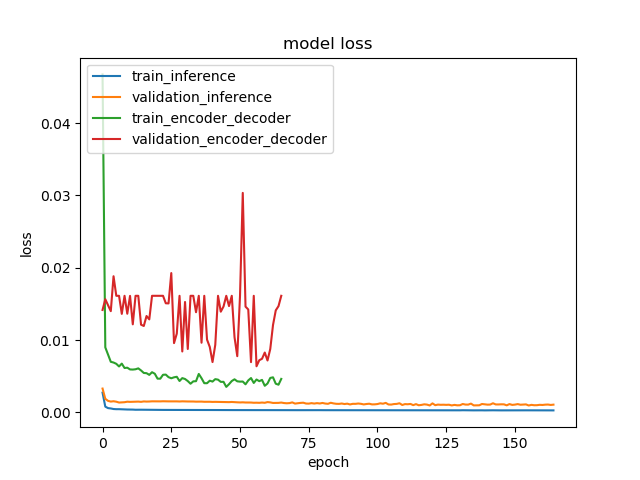 model loss
train_inference
validation_inference
train_encoder_decoder
validation_encoder_decoder
0.04
0.03
0.02
0.01
0.00
loss
0 25 50 75 100 125 150
epoch